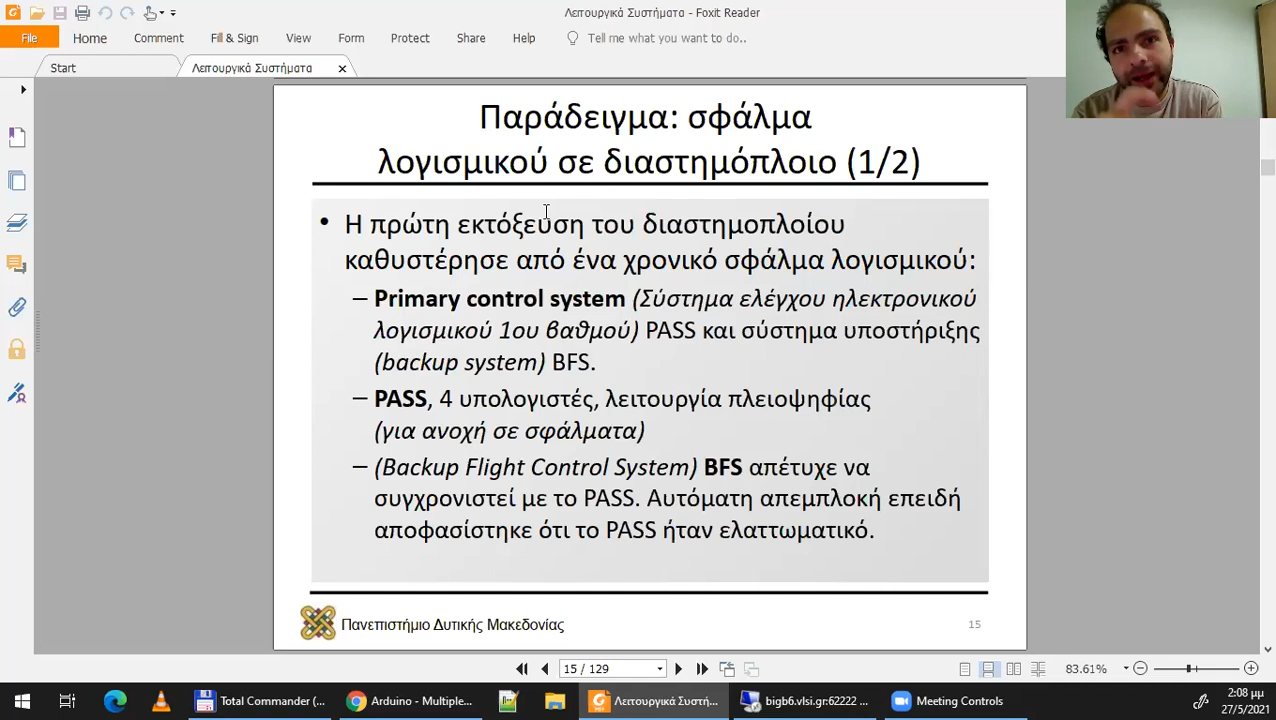 Λειτουργικά Συστήματα - Foxit Reader
File Home Comment Fill & Sign View Form Protect Share Help Tell me what you want to do..
Start Λειτουργικά Συστήματα
Παράδειγμα: σφάλμα
λογισμικού σε διαστημόπλοιο (1/2)
• Η πρώτη εκτόξευση του διαστημοπλοίου
καθυστέρησε από ένα χρονικό σφάλμα λογισμικού:
– Primary control system (Σύστημα ελέγχου ηλεκτρονικού
λογισμικού 1ου βαθμού) PASS και σύστημα υποστήριξης
(backup system) BFS.
– PASS, 4 υπολογιστές, λειτουργία πλειοψηφίας
(για ανοχή σε σφάλματα)
– (Backup Flight Control System) BFS απέτυχε να
συγχρονιστεί με το PASS. Αυτόματη απεμπλοκή επειδή
αποφασίστηκε ότι το PASS ήταν ελαττωματικό.
Πανεπιστήμιο Δυτικής Μακεδονίας 15
15 / 129 83.61%
Total Commander (... Arduino - Multiple... Λειτουργικά Συστή... bigb6.vlsi.gr:62222 ... Meeting Controls 2:08 μμ
27/5/2021